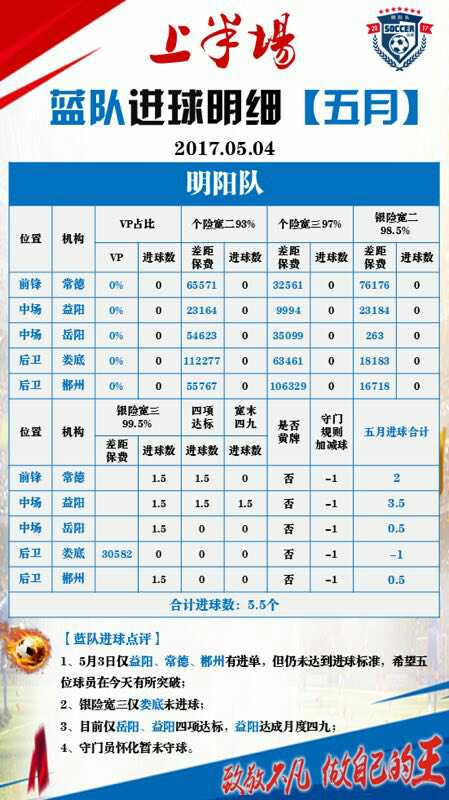 上半場
明阳队
SOCCER
20 17
蓝队进球明细【五月】
2017.05.04
明阳队
位置 机构 VP占比 个险宽二93% 个险宽三97% 银险宽二98.5%
VP 进球数 差距保费 进球数 差距保费 进球数 差距保费 进球数
前锋 常德 0% 0 65571 0 32561 0 76176 0
中场 益阳 0% 0 23164 0 9994 0 23184 0
中场 岳阳 0% 0 54623 0 35099 0 263 0
后卫 娄底 0% 0 112277 0 63461 0 18183 0
后卫 郴州 0% 0 55767 0 106329 0 16718 0
位置 机构 银险宽三99.5% 四项达标 宽末四九 是否黄牌 守门规则加减球 五月进球合计
差距保费 进球数 进球数 进球数
前锋 常德 1.5 1.5 0 否 -1 2
中场 益阳 1.5 1.5 1.5 否 -1 3.5
中场 岳阳 1.5 0 0 否 -1 0.5
后卫 娄底 30582 0 0 0 否 -1 -1
后卫 郴州 1.5 0 0 否 -1 0.5
合计进球数：5.5个
【蓝队进球点评】
1、5月3日仅益阳、常德、郴州有进单，但仍未达到进球标准，希望五
位球员在今天有所突破；
2、银险宽三仅娄底未进球；
3、目前仅岳阳、益阳四项达标，益阳达成月度四九；
4、守门员怀化暂未守球。
致敬不凡 做自己的王